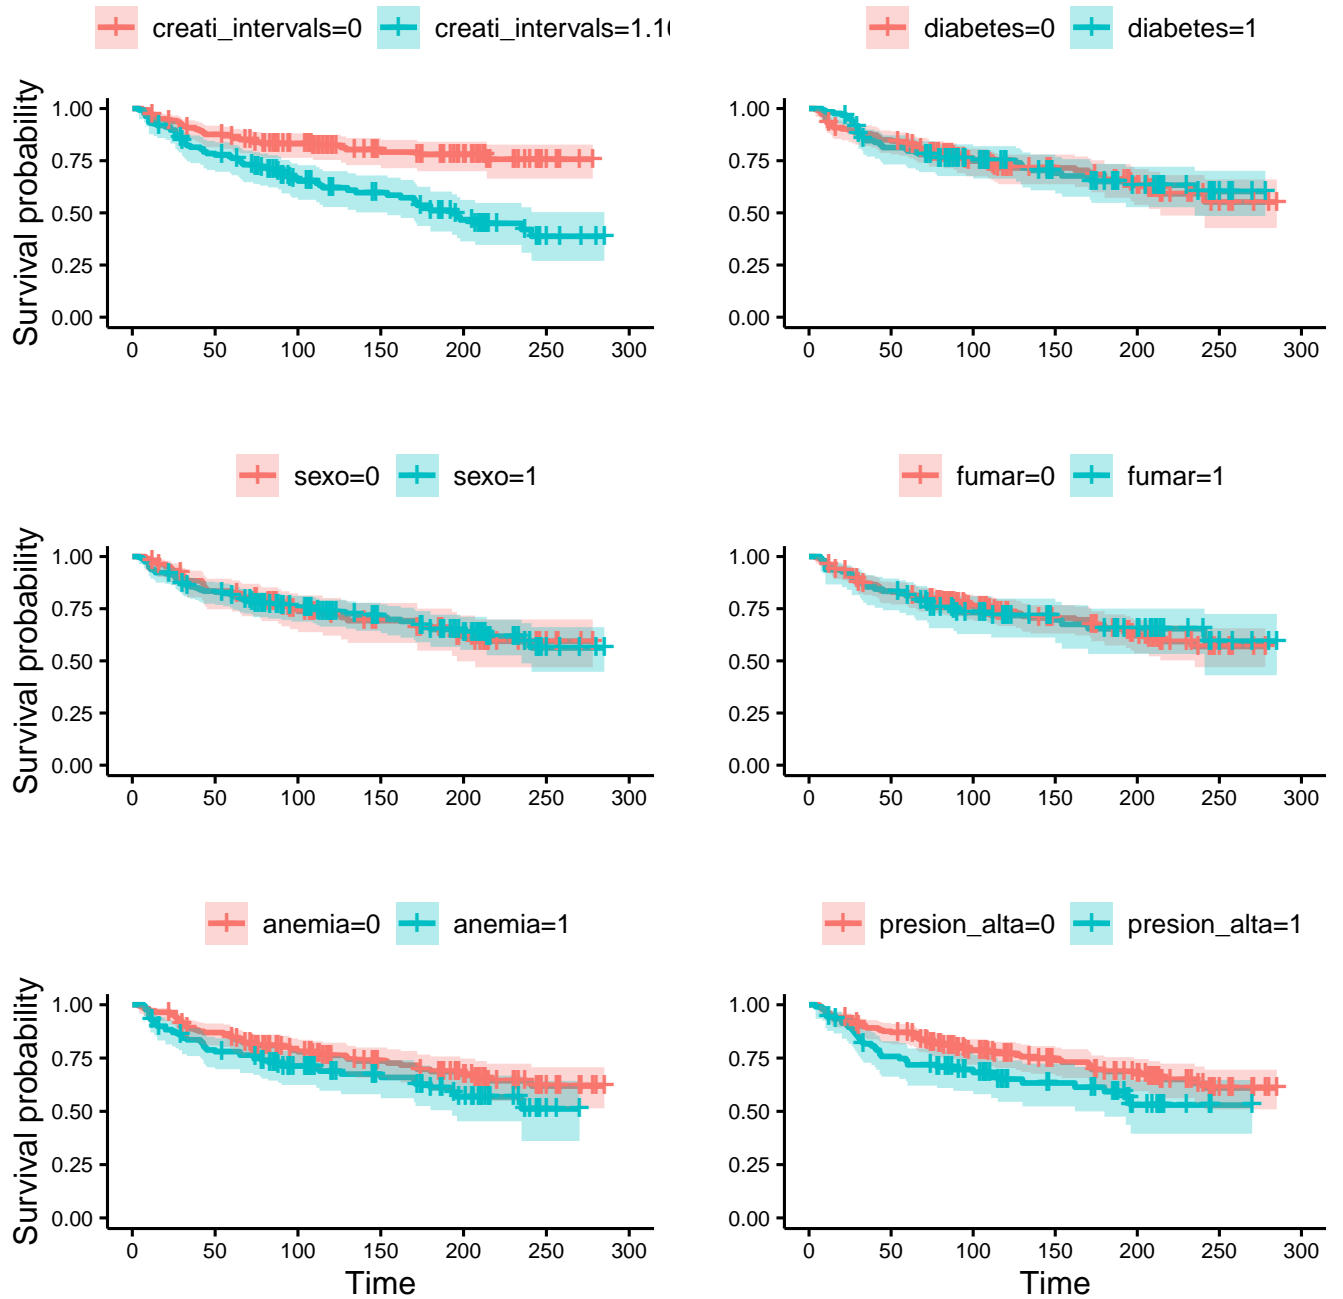 creati_intervals=0 creati_intervals=1.1
diabetes=0 diabetes=1
Survival probability
1.00
0.75
0.50
0.25
0.00
0 50 100 150 200 250 300
1.00
0.75
0.50
0.25
0.00
0 50 100 150 200 250 300
sexo=0 sexo=1
fumar=0 fumar=1
Survival probability
1.00
0.75
0.50
0.25
0.00
0 50 100 150 200 250 300
1.00
0.75
0.50
0.25
0.00
0 50 100 150 200 250 300
anemia=0 anemia=1
presion_alta=0 presion_alta=1
Survival probability
1.00
0.75
0.50
0.25
0.00
0 50 100 150 200 250 300
Time
1.00
0.75
0.50
0.25
0.00
0 50 100 150 200 250 300
Time